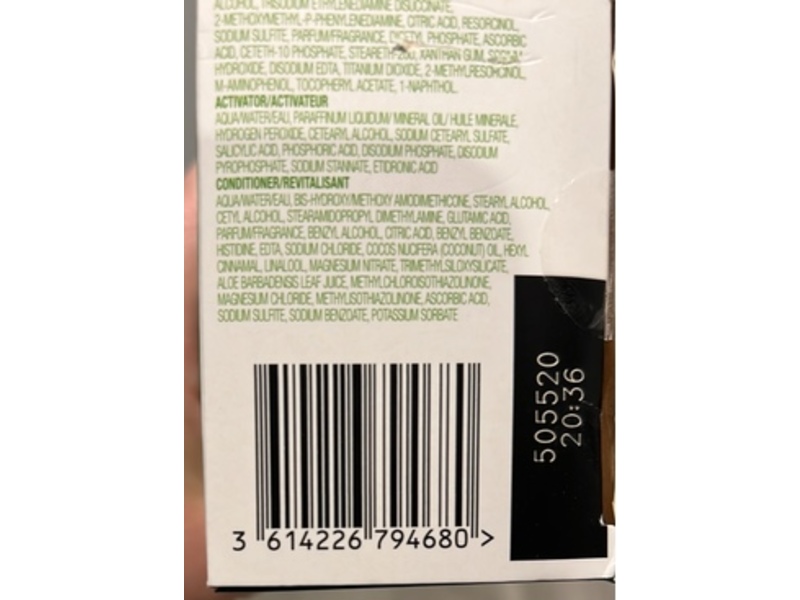 ALCOHOL, TRISODIUM ETHYLENEDIAMINE DISUCCINATE,
2-METHOXYMETHYL-P-PHENYLENEDIAMINE, CITRIC ACID, RESORCINOL,
SODIUM SULFITE, PARFUM/FRAGRANCE, DICETYL PHOSPHATE, ASCORBIC
ACID, CETETH-10 PHOSPHATE, STEARETH-200, XANTHAN GUM, SODIUM
HYDROXIDE, DISODIUM EDTA, TITANIUM DIOXIDE, 2-METHYLRESORCINOL,
M-AMINOPHENOL, TOCOPHERYL ACETATE, 1-NAPHTHOL.
ACTIVATOR/ACTIVATEUR
AQUA/WATER/EAU, PARAFFINUM LIQUIDUM/ MINERAL OIL/ HUILE MINERALE,
HYDROGEN PEROXIDE, CETEARYL ALCOHOL, SODIUM CETEARYL SULFATE,
SALICYLIC ACID, PHOSPHORIC ACID, DISODIUM PHOSPHATE, DISODIUM
PYROPHOSPHATE, SODIUM STANNATE, ETIDRONIC ACID
CONDITIONER/REVITALISANT
AQUA/WATER/EAU, BIS-HYDROXY/METHOXY AMODIMETHICONE, STEARYL ALCOHOL,
CETYL ALCOHOL, STEARAMIDOPROPYL DIMETHYLAMINE, GLUTAMIC ACID,
PARFUM/FRAGRANCE, BENZYL ALCOHOL, CITRIC ACID, BENZYL BENZOATE,
HISTIDINE, EDTA, SODIUM CHLORIDE, COCOS NUCIFERA (COCONUT) OIL, HEXYL
CINNAMAL, LINALOOL, MAGNESIUM NITRATE, TRIMETHYLSILOXYSILICATE,
ALOE BARBADENSIS LEAF JUICE, METHYLCHLOROISOTHIAZOLINONE,
MAGNESIUM CHLORIDE, METHYLISOTHIAZOLINONE, ASCORBIC ACID,
SODIUM SULFITE, SODIUM BENZOATE, POTASSIUM SORBATE
505520
20:36
3 614226 794680 >